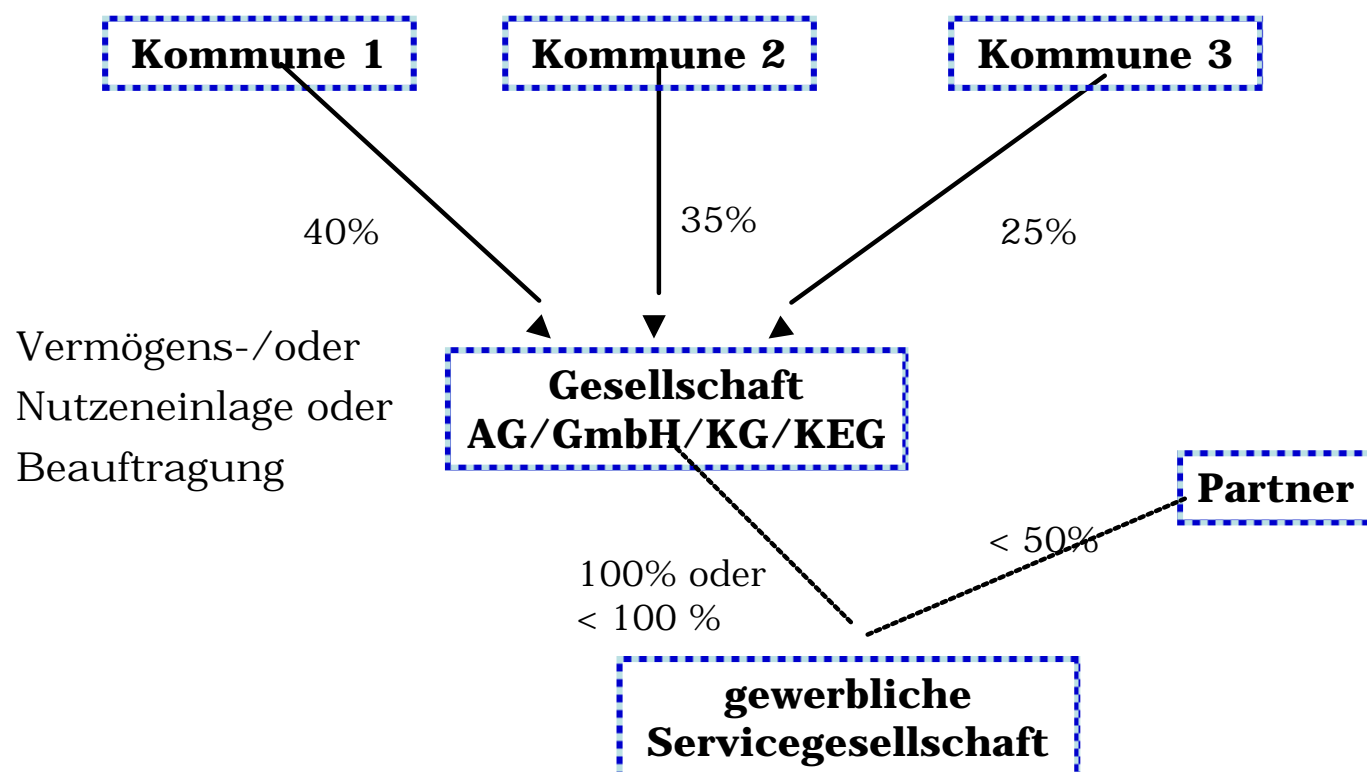 Kommune 1
Kommune 2
Kommune 3
40%
35%
25%
Vermögens-/oder
Nutzeneinlage oder
Beauftragung
Gesellschaft
AG/GmbH/KG/KEG
Partner
< 50%
100% oder
< 100 %
gewerbliche
Servicegesellschaft